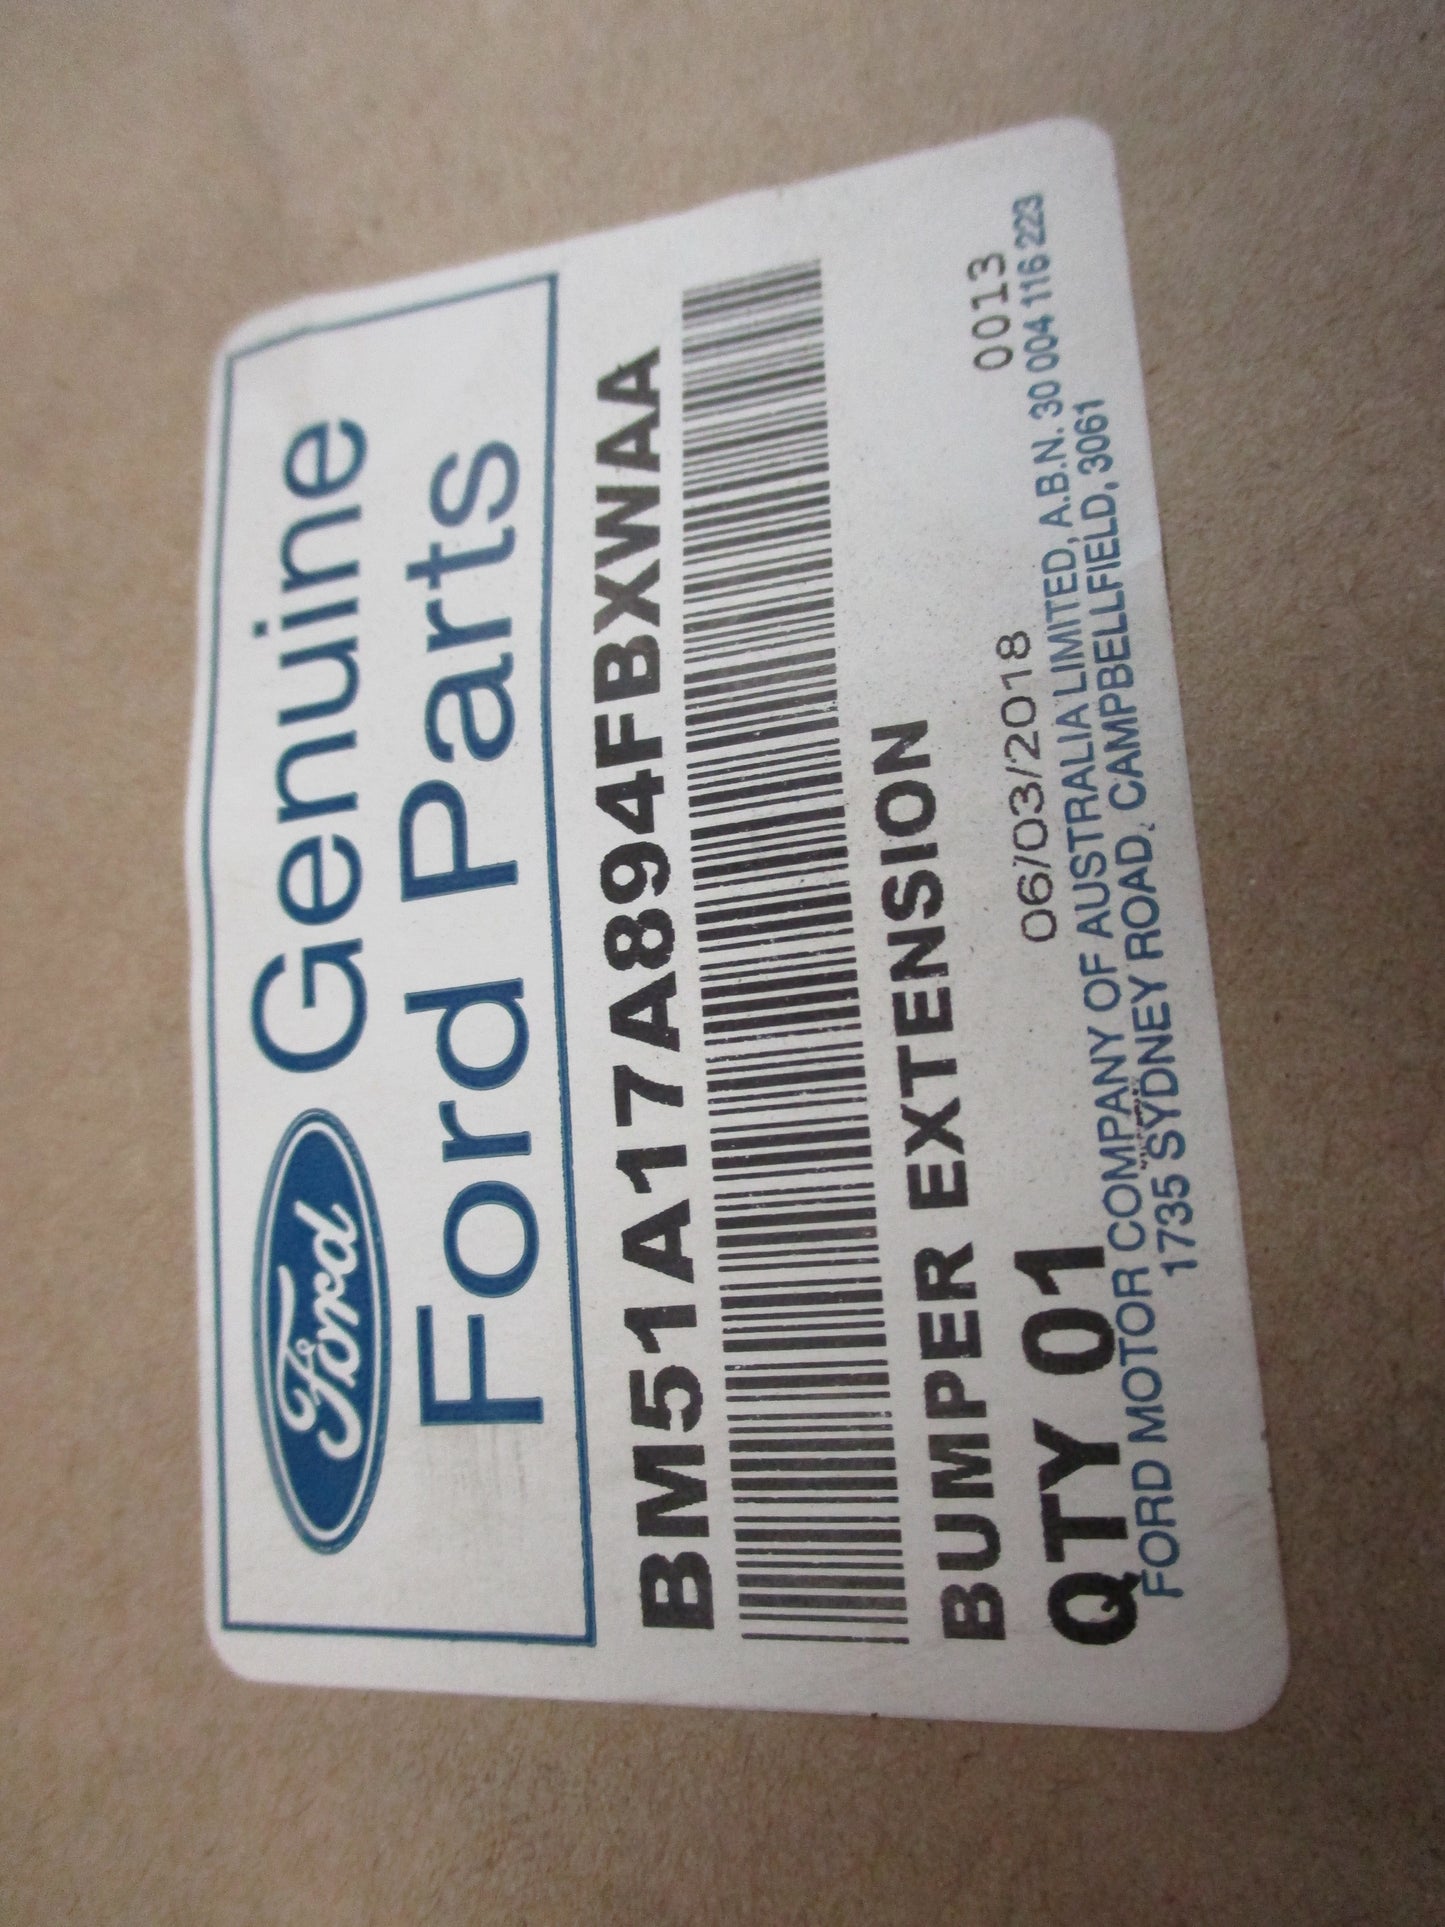 Ford Genuine
Ford Parts
BM51A17A894FBXWAA
BUMPER EXTENSION
QTY 01 06/03/2018 0013
FORD MOTOR COMPANY OF AUSTRALIA LIMITED, A.B.N. 30 004 116 223
1735 SYDNEY ROAD, CAMPBELLFIELD, 3061